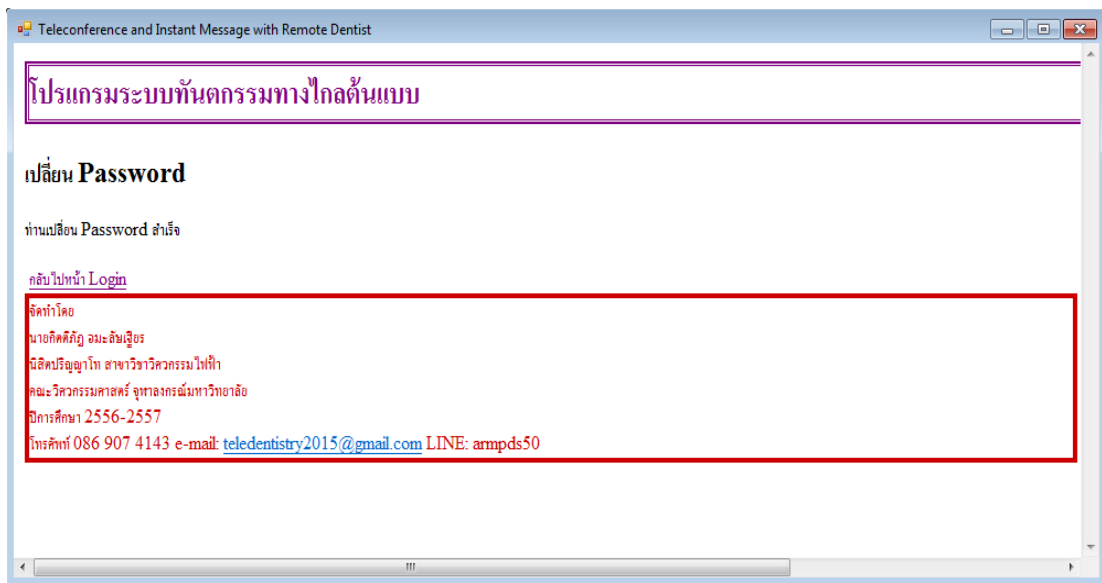 Teleconference and Instant Message with Remote Dentist
โปรแกรมระบบทันตกรรมทางไกลต้นแบบ
เปลี่ยน Password
ท่านเปลี่ยน Password สำเร็จ
กลับไปหน้า Login
จัดทำโดย
นายกิตติภัฎ อมะลัษเฐียร
นิสิตปริญญาโท สาขาวิชาวิศวกรรมไฟฟ้า
คณะวิศวกรรมศาสตร์ จุฬาลงกรณ์มหาวิทยาลัย
ปีการศึกษา 2556-2557
โทรศัพท์ 086 907 4143 e-mail: teledentistry2015@gmail.com LINE: armpds50